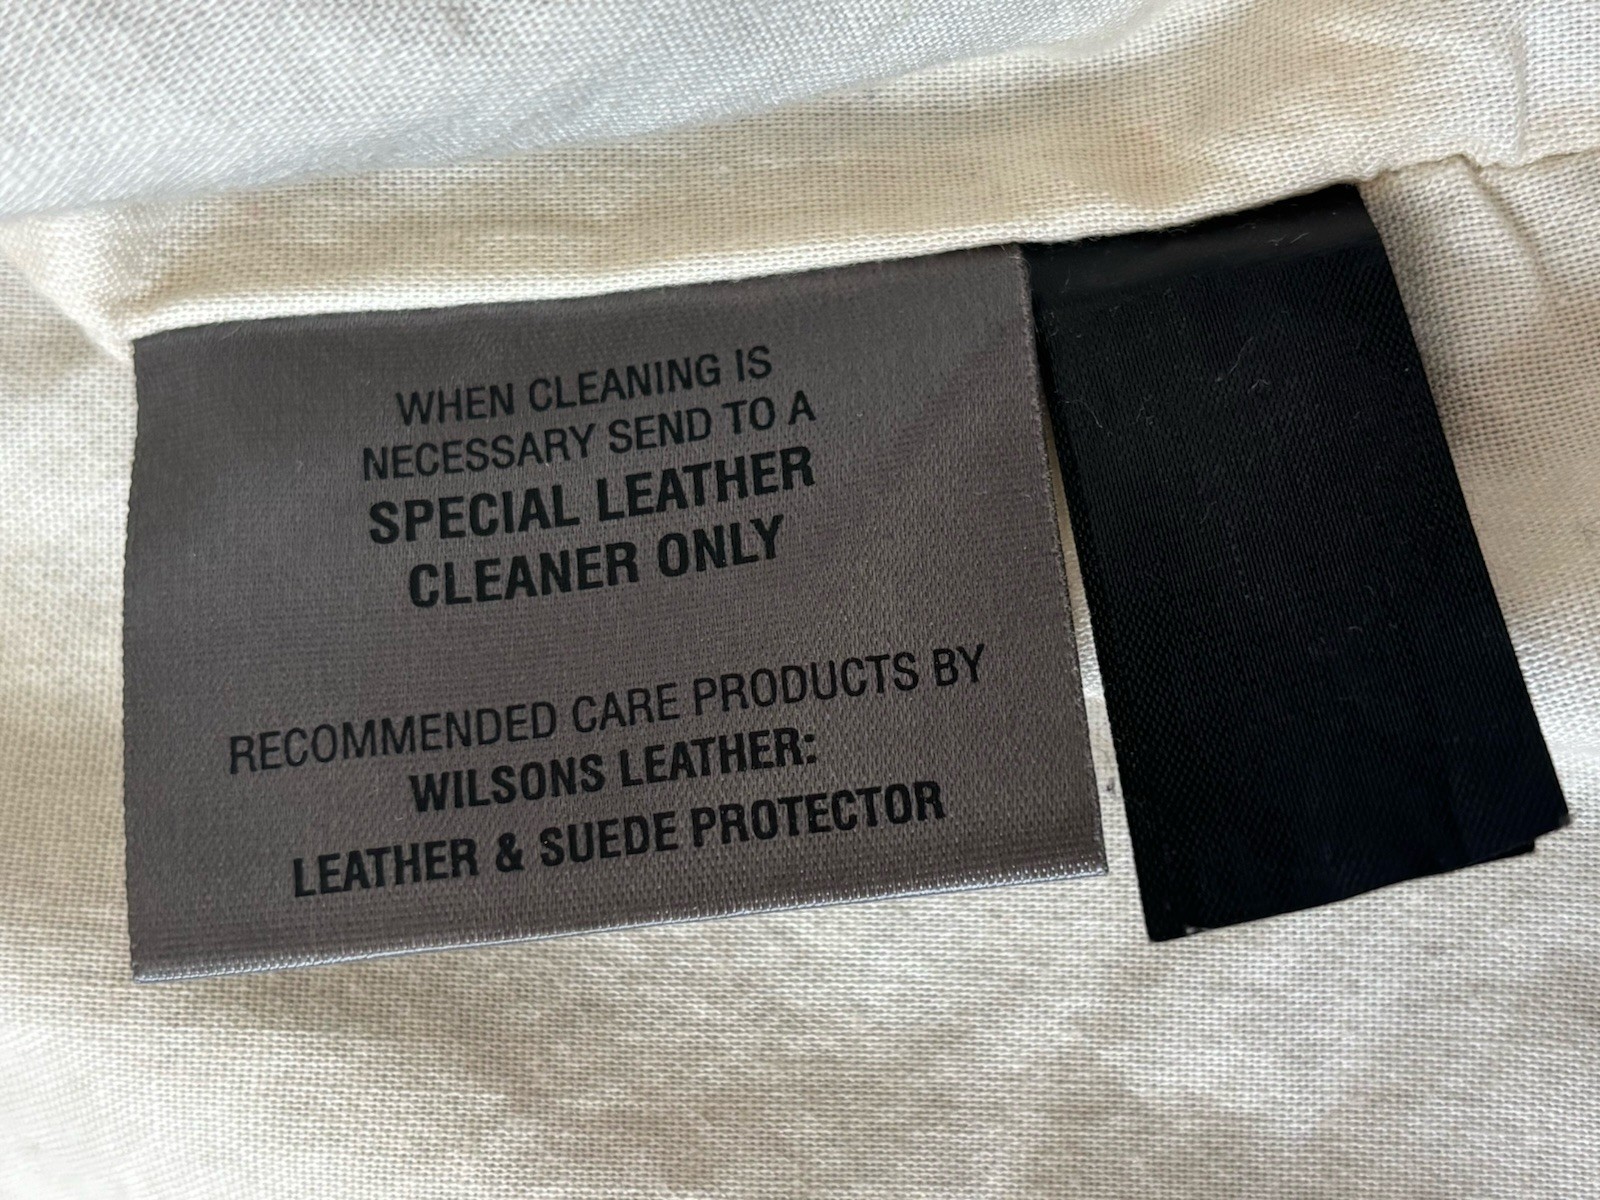 WHEN CLEANING IS
NECESSARY SEND TO A
SPECIAL LEATHER
CLEANER ONLY
RECOMMENDED CARE PRODUCTS BY
WILSONS LEATHER:
LEATHER & SUEDE PROTECTOR